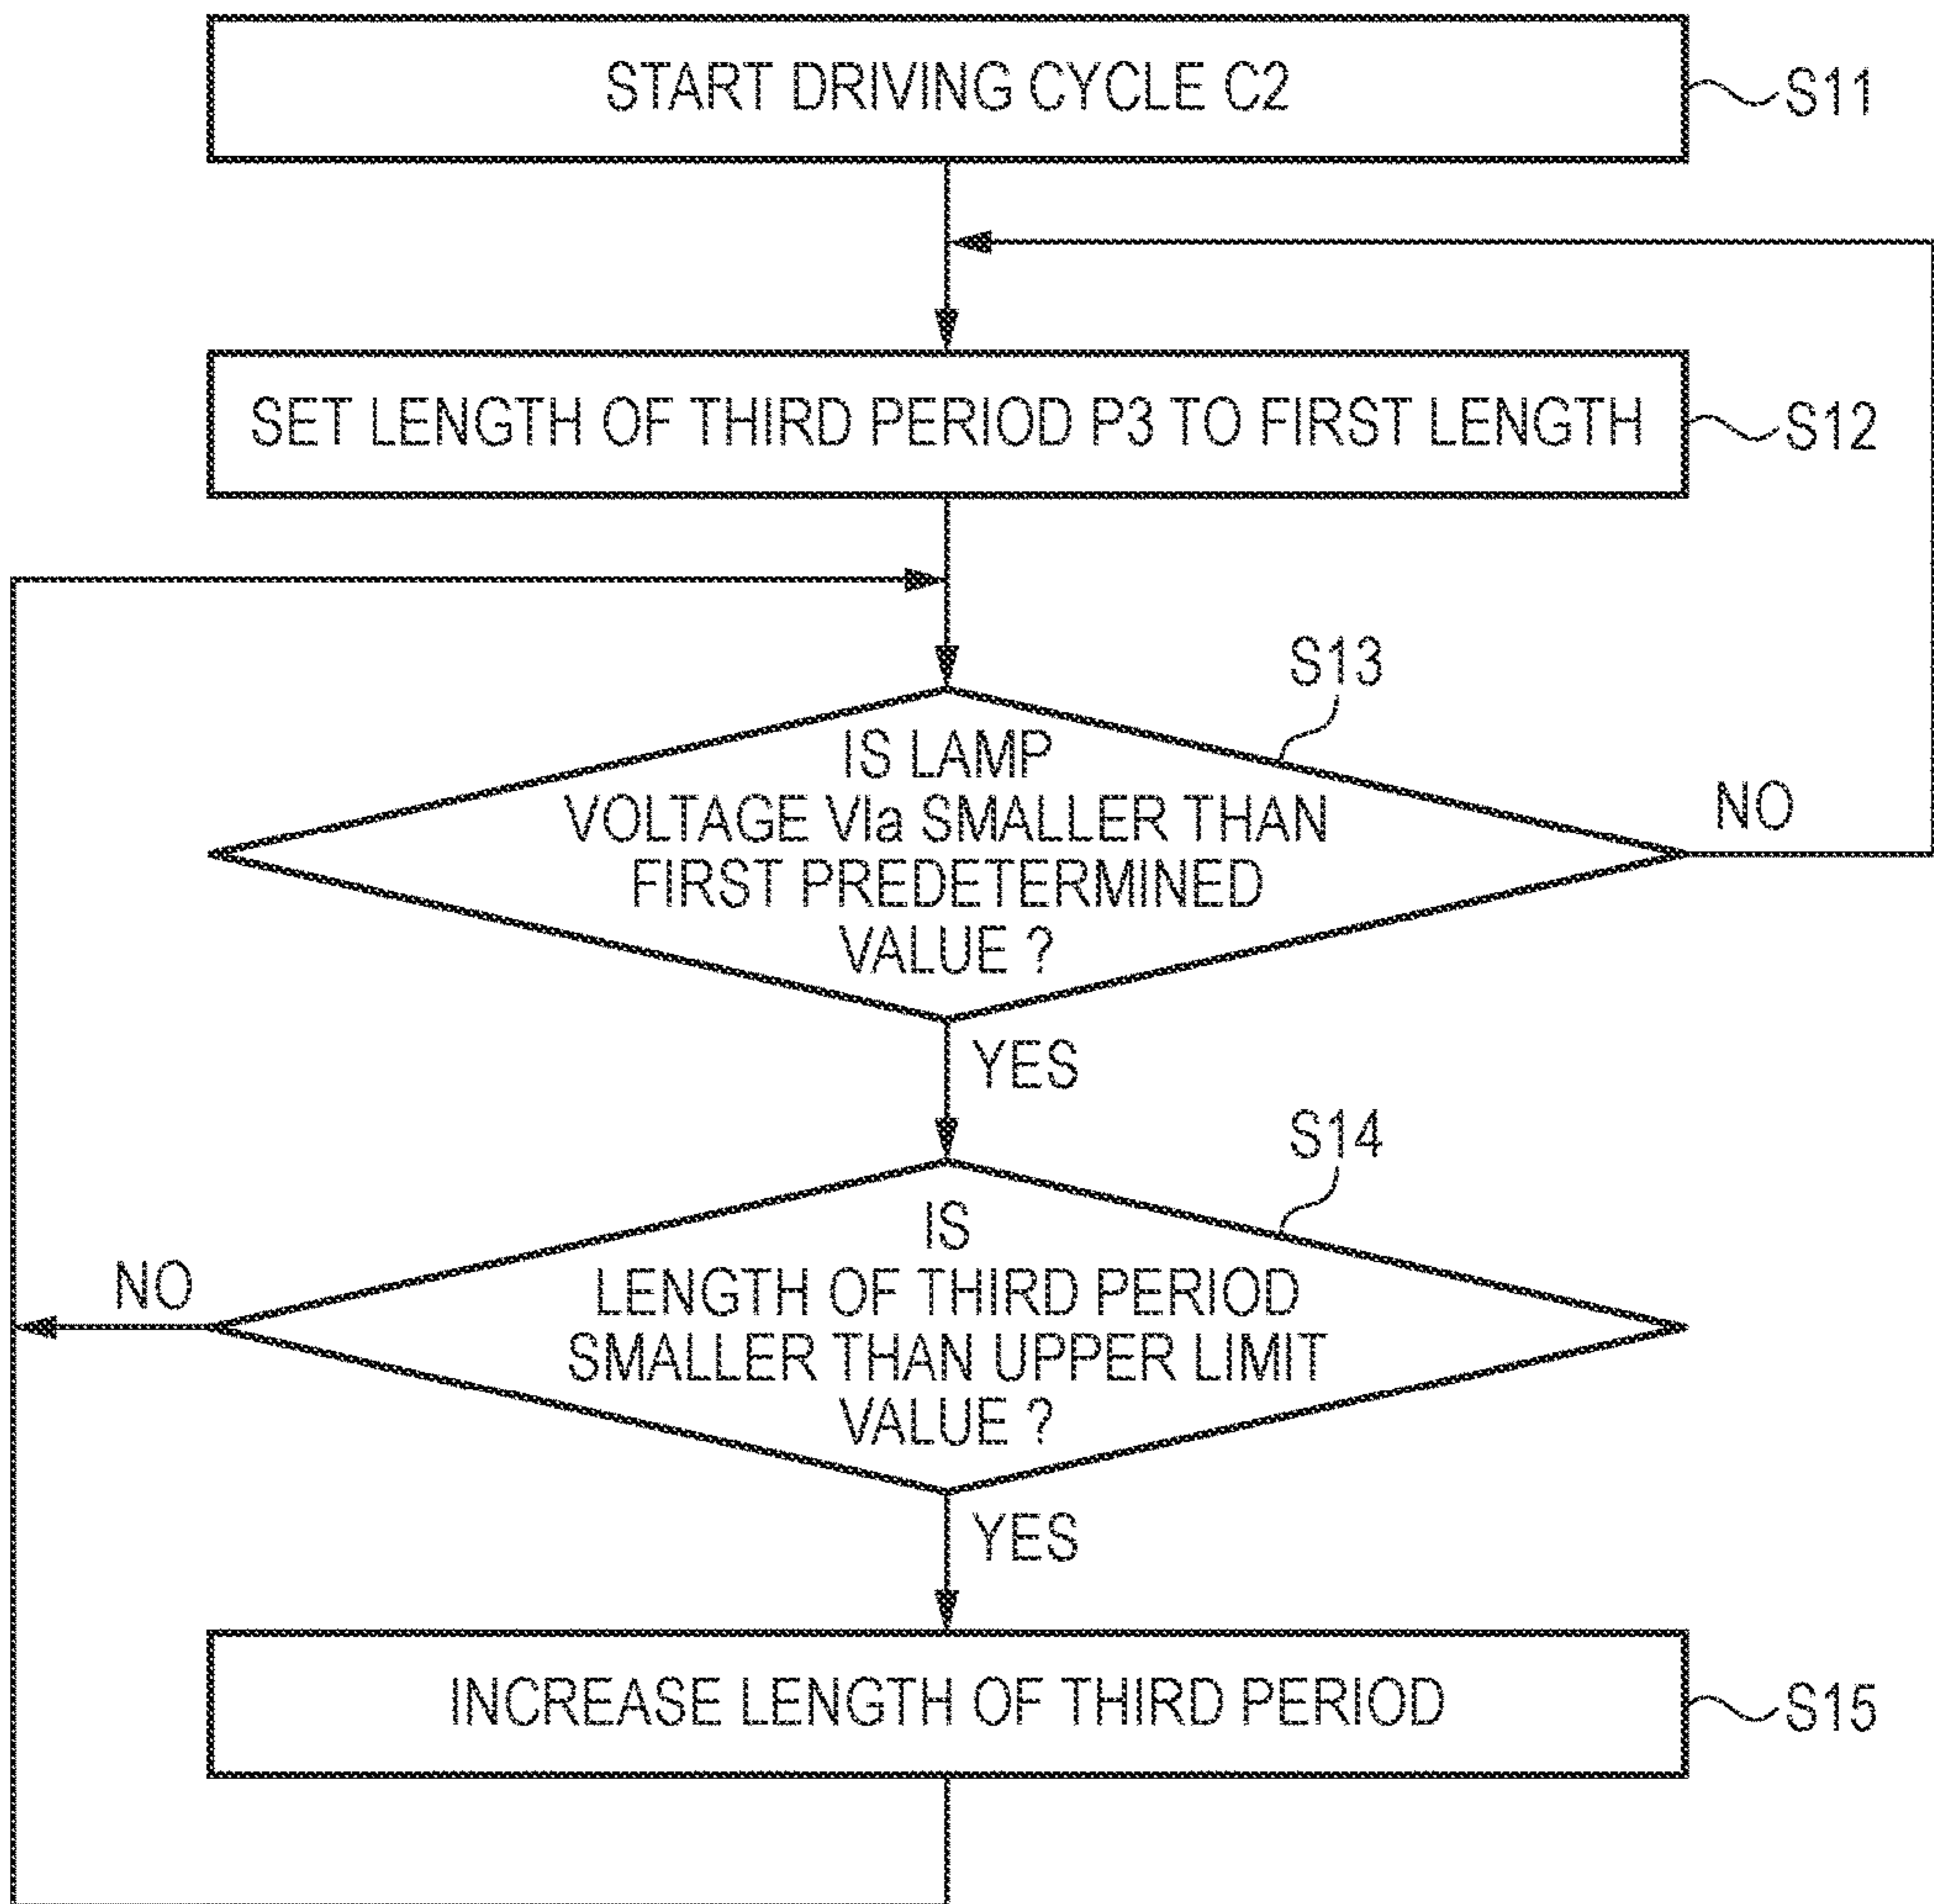 START DRIVING CYCLE C2
S11
SET LENGTH OF THIRD PERIOD P3 TO FIRST LENGTH
S12
S13
IS LAMP
VOLTAGE Vla SMALLER THAN
FIRST PREDETERMINED
VALUE ?
NO
YES
S14
IS
LENGTH OF THIRD PERIOD
SMALLER THAN UPPER LIMIT
VALUE ?
NO
YES
INCREASE LENGTH OF THIRD PERIOD
S15